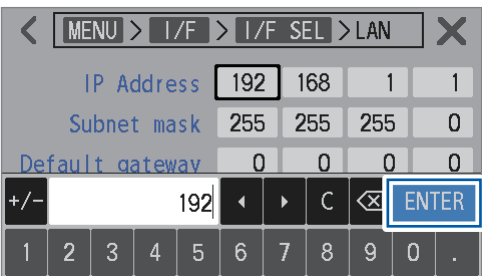 < MENU > I/F > I/F SEL > LAN X
IP Address 192 168 1 1
Subnet mask 255 255 255 0
Default gateway 0 0 0 0
+/- 192 C ENTER
1 2 3 4 5 6 7 8 9 0 .